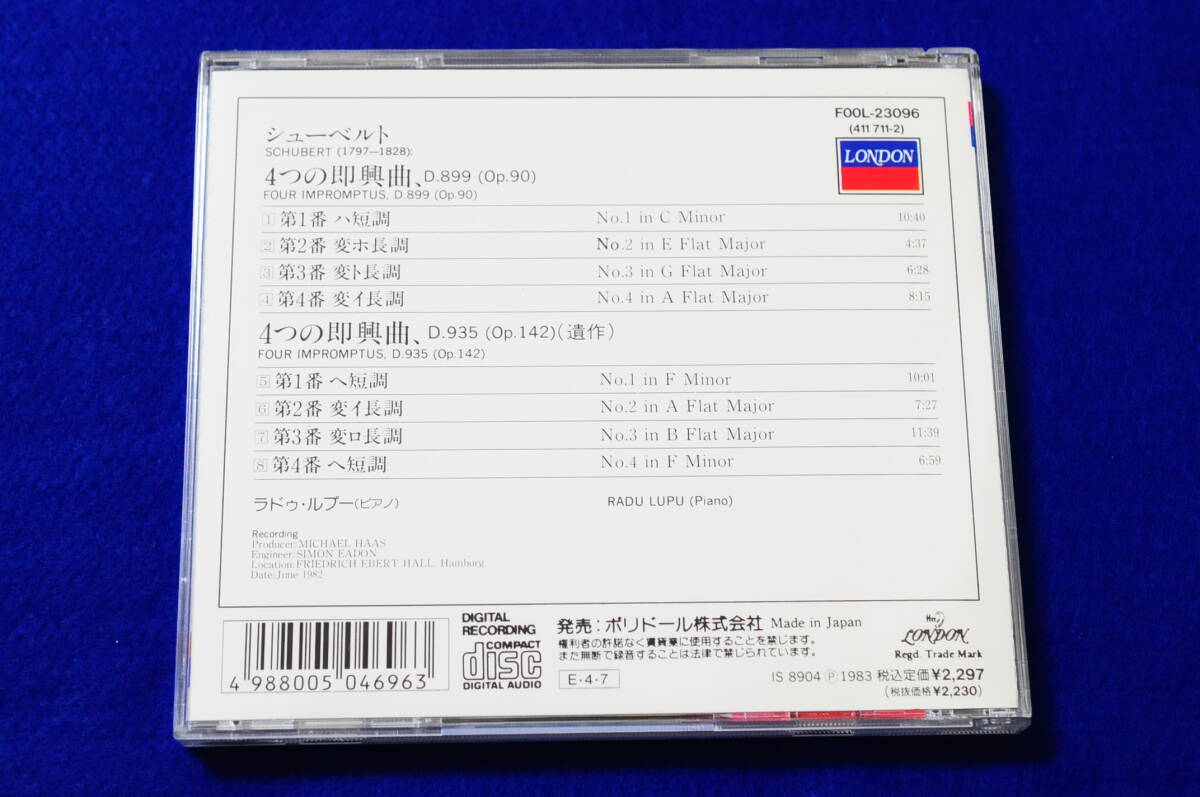 F00L-23096
(411 711-2)
LONDON
シューベルト
SCHUBERT (1797–1828):
4つの即興曲、D.899 (Op.90)
FOUR IMPROMPTUS, D.899 (Op.90)
1 第1番 ハ短調 No.1 in C Minor 10:40
2 第2番 変ホ長調 No.2 in E Flat Major 4:37
3 第3番 変ト長調 No.3 in G Flat Major 6:28
4 第4番 変イ長調 No.4 in A Flat Major 8:15
4つの即興曲、D.935 (Op.142)(遺作)
FOUR IMPROMPTUS, D.935 (Op.142)
5 第1番 ヘ短調 No.1 in F Minor 10:01
6 第2番 変イ長調 No.2 in A Flat Major 7:27
7 第3番 変ロ長調 No.3 in B Flat Major 11:39
8 第4番 ヘ短調 No.4 in F Minor 6:59
ラドゥ・ルプー(ピアノ) RADU LUPU (Piano)
Recording
Producer: MICHAEL HAAS
Engineer: SIMON EADON
Location: FRIEDRICH EBERT HALL. Hamborg
Date: June 1982
4 988005 046963
DIGITAL
RECORDING
COMPACT
disc
DIGITAL AUDIO
発売:ポリドール株式会社 Made in Japan
権利者の許諾なく賃貸業に使用することを禁じます。
また無断で録音することは法律で禁じられています。
E・4・7
LONDON
Regd. Trade Mark
IS 8904 Ⓟ 1983 税込定価¥2,297
(税抜価格¥2,230)